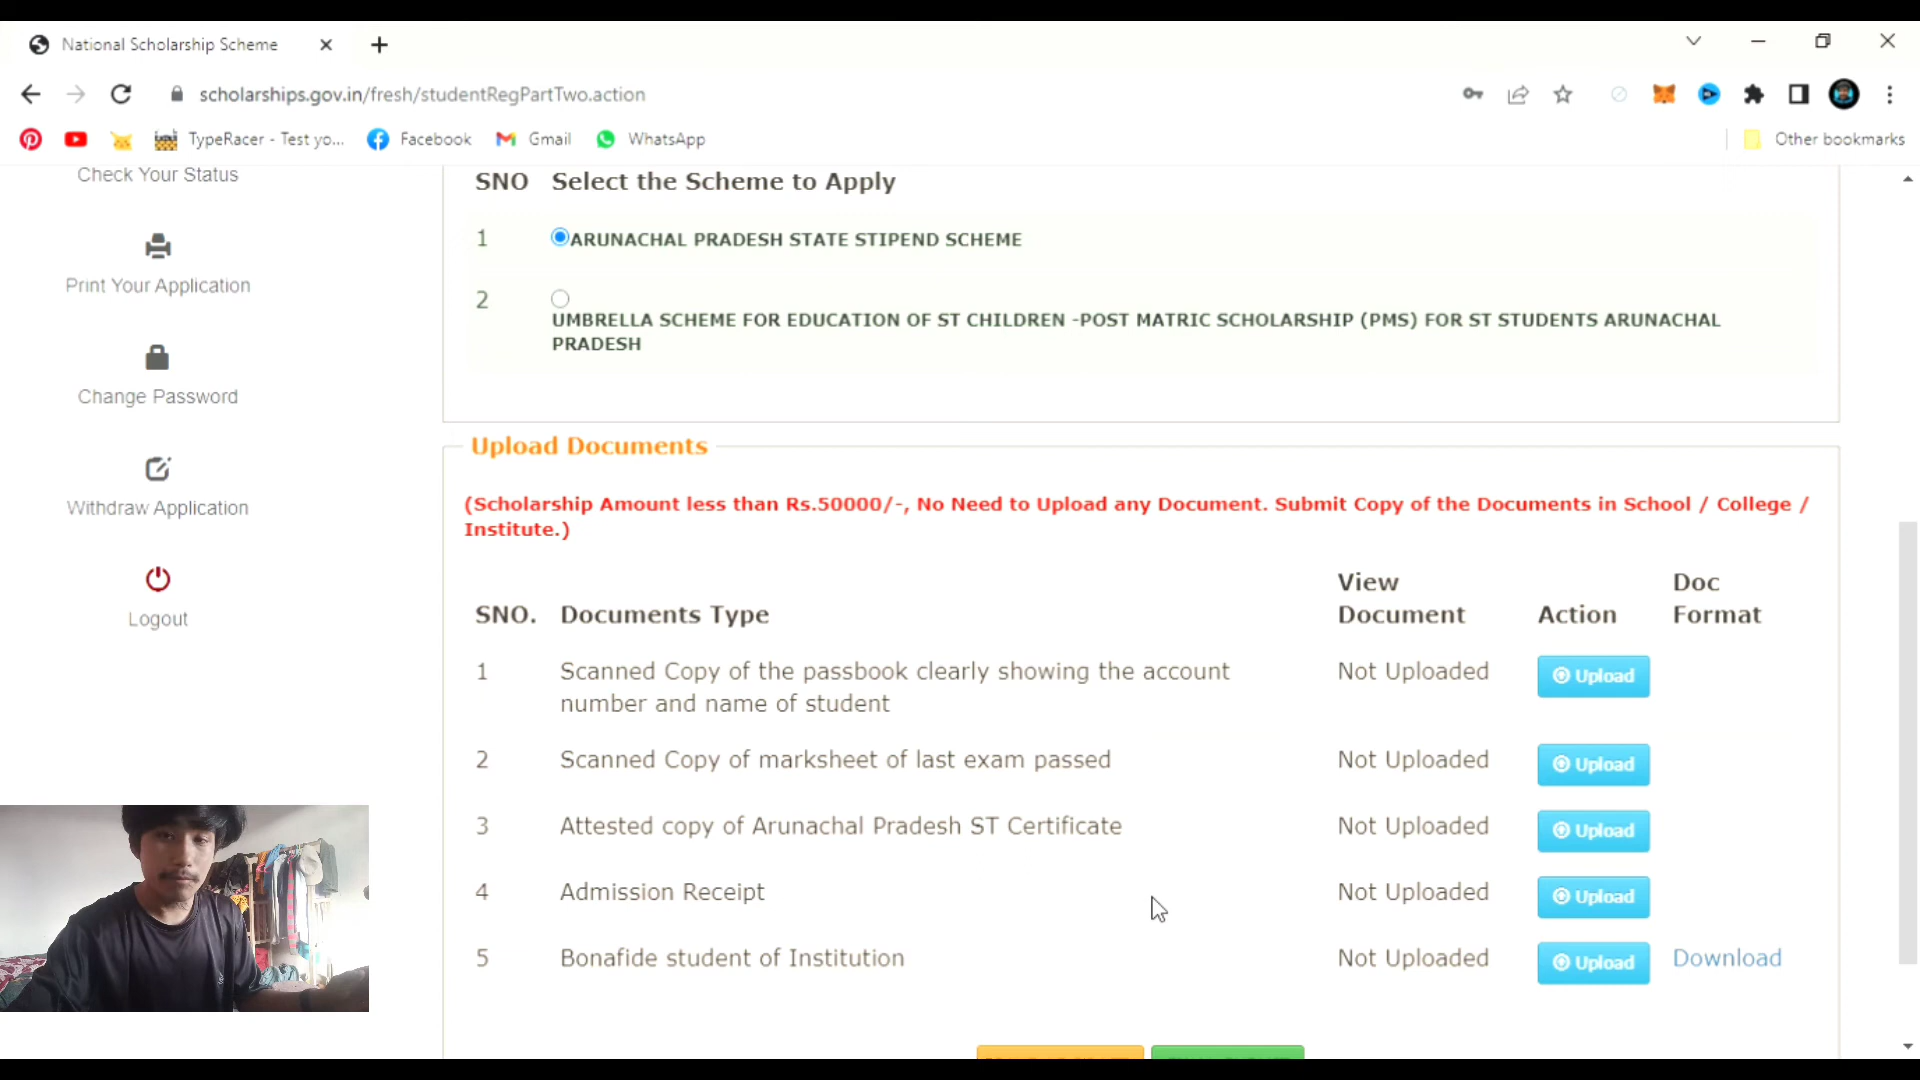 National Scholarship Scheme
scholarships.gov.in/fresh/studentRegPartTwo.action
TypeRacer - Test yo...
Facebook
Gmail
WhatsApp
Other bookmarks
Check Your Status
Print Your Application
Change Password
Withdraw Application
Logout
SNO Select the Scheme to Apply
1 ARUNACHAL PRADESH STATE STIPEND SCHEME
2
UMBRELLA SCHEME FOR EDUCATION OF ST CHILDREN -POST MATRIC SCHOLARSHIP (PMS) FOR ST STUDENTS ARUNACHAL
PRADESH
Upload Documents
(Scholarship Amount less than Rs.50000/-, No Need to Upload any Document. Submit Copy of the Documents in School / College /
Institute.)
SNO. Documents Type View Document Action Doc Format
1 Scanned Copy of the passbook clearly showing the account Not Uploaded Upload
number and name of student
2 Scanned Copy of marksheet of last exam passed Not Uploaded Upload
3 Attested copy of Arunachal Pradesh ST Certificate Not Uploaded Upload
4 Admission Receipt Not Uploaded Upload
5 Bonafide student of Institution Not Uploaded Upload Download